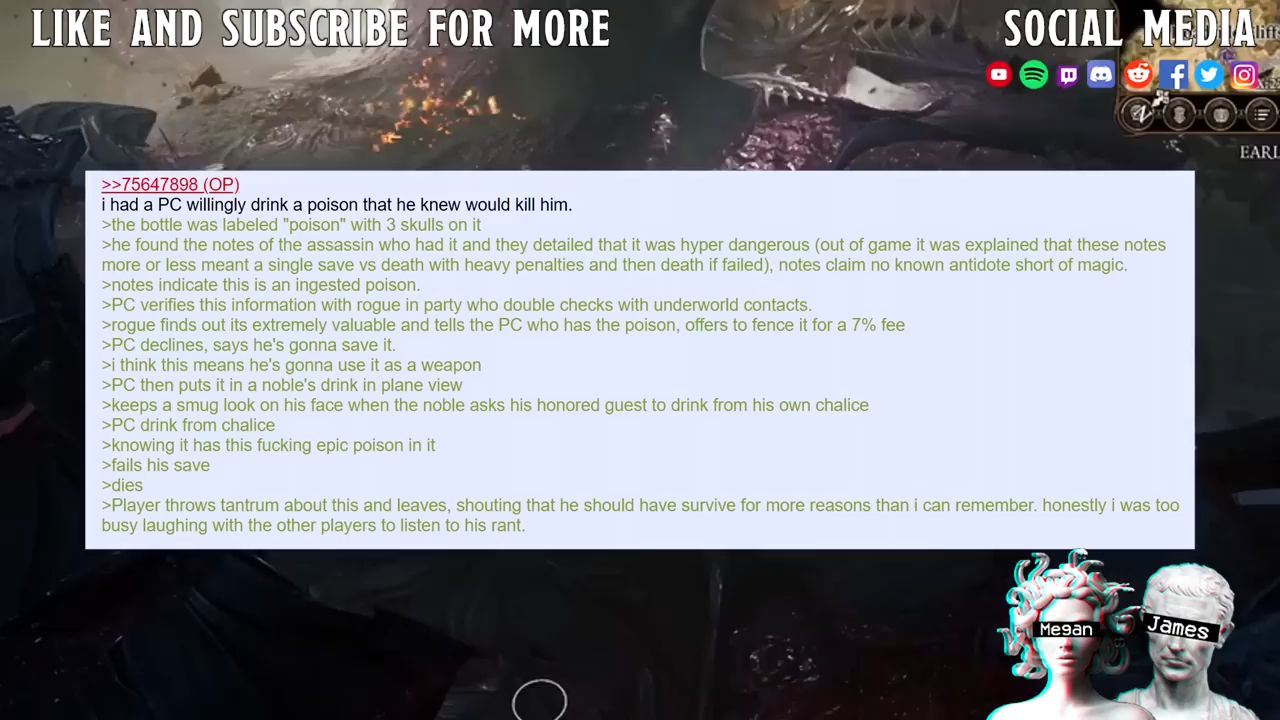 LIKE AND SUBSCRIBE FOR MORE
SOCIAL MEDIA
EARL
>>75647898 (OP)
i had a PC willingly drink a poison that he knew would kill him.
>the bottle was labeled "poison" with 3 skulls on it
>he found the notes of the assassin who had it and they detailed that it was hyper dangerous (out of game it was explained that these notes
more or less meant a single save vs death with heavy penalties and then death if failed), notes claim no known antidote short of magic.
>notes indicate this is an ingested poison.
>PC verifies this information with rogue in party who double checks with underworld contacts.
>rogue finds out its extremely valuable and tells the PC who has the poison, offers to fence it for a 7% fee
>PC declines, says he's gonna save it.
>i think this means he's gonna use it as a weapon
>PC then puts it in a noble's drink in plane view
>keeps a smug look on his face when the noble asks his honored guest to drink from his own chalice
>PC drink from chalice
>knowing it has this fucking epic poison in it
>fails his save
>dies
>Player throws tantrum about this and leaves, shouting that he should have survive for more reasons than i can remember. honestly i was too
busy laughing with the other players to listen to his rant.
Megan
James